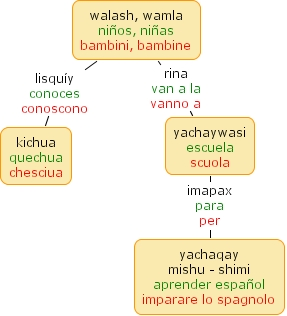 walash, wamla
niños, niñas
bambini, bambine
lisquíy
conoces
conoscono
rina
van a la
vanno a
kichua
quechua
chesciua
yachaywasi
escuela
scuola
imapax
para
per
yachaqay
mishu - shimi
aprender español
imparare lo spagnolo